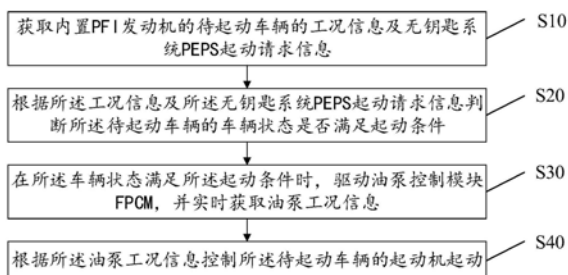 获取内置PFI发动机的待起动车辆的工况信息及无钥匙系
统PEPS起动请求信息
S10
根据所述工况信息及所述无钥匙系统PEPS起动请求信息判
断所述待起动车辆的车辆状态是否满足起动条件
S20
在所述车辆状态满足所述起动条件时，驱动油泵控制模块
FPCM，并实时获取油泵工况信息
S30
根据所述油泵工况信息控制所述待起动车辆的起动机起动
S40